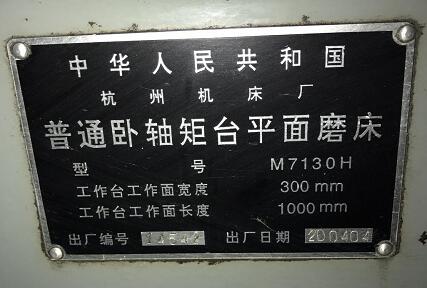 中华人民共和国
杭州机床厂
普通卧轴矩台平面磨床
型号 M7130H
工作台工作面宽度 300mm
工作台工作面长度 1000mm
出厂编号 出厂日期 200404